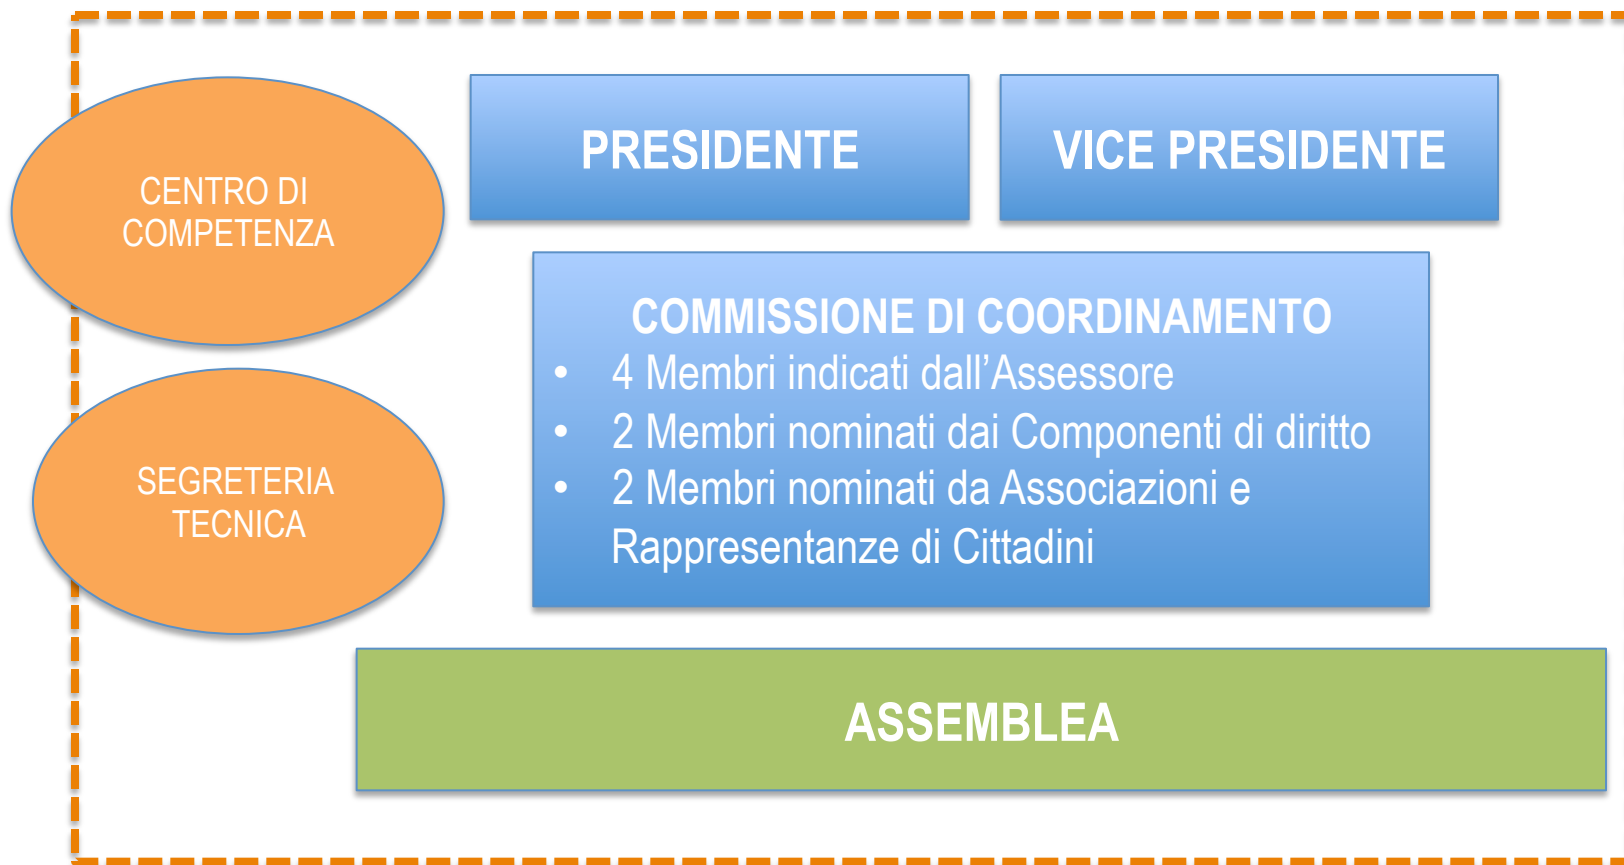 CENTRO DI
COMPETENZA
PRESIDENTE
VICE PRESIDENTE
COMMISSIONE DI COORDINAMENTO
• 4 Membri indicati dall’Assessore
• 2 Membri nominati dai Componenti di diritto
• 2 Membri nominati da Associazioni e
Rappresentanze di Cittadini
SEGRETERIA
TECNICA
ASSEMBLEA